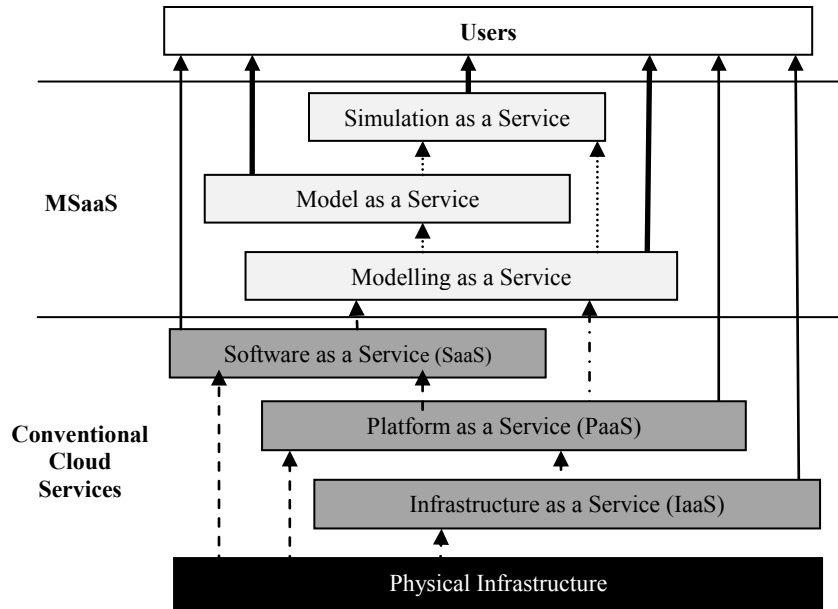 Users
Simulation as a Service
MSaaS
Model as a Service
Modelling as a Service
Software as a Service (SaaS)
Conventional
Cloud
Services
Platform as a Service (PaaS)
Infrastructure as a Service (IaaS)
Physical Infrastructure